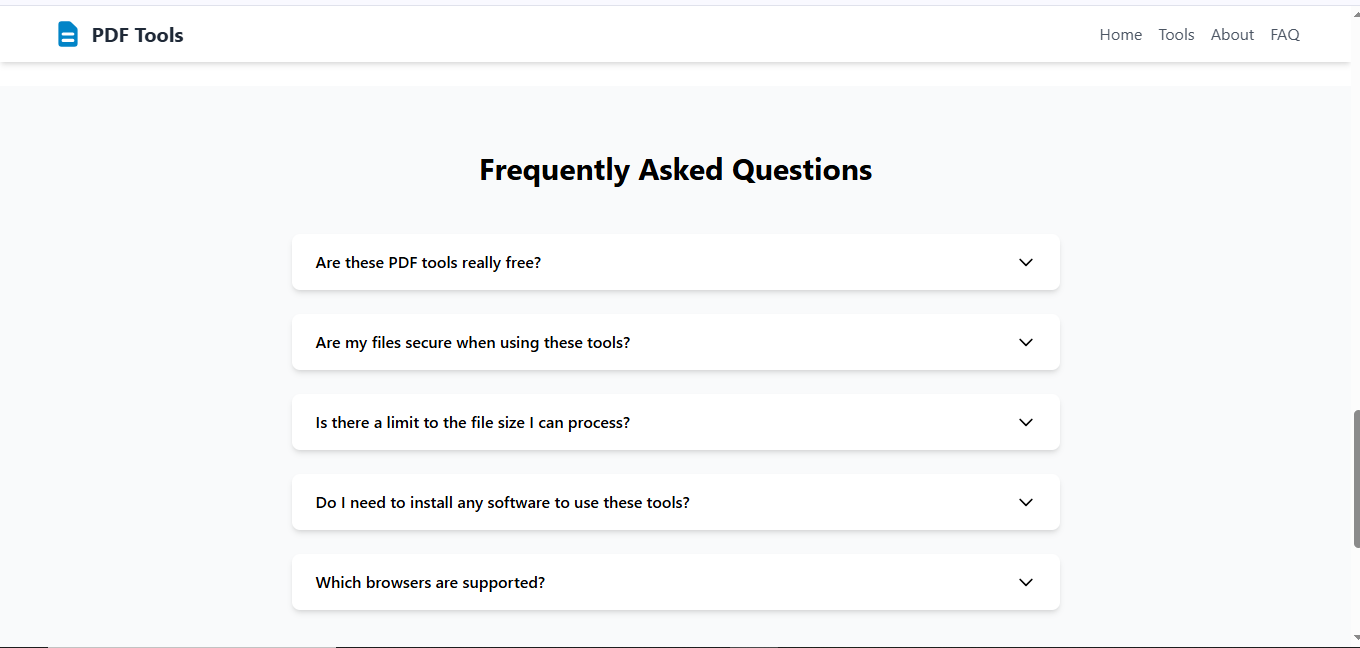 PDF Tools
Home Tools About FAQ
Frequently Asked Questions
Are these PDF tools really free?
Are my files secure when using these tools?
Is there a limit to the file size I can process?
Do I need to install any software to use these tools?
Which browsers are supported?